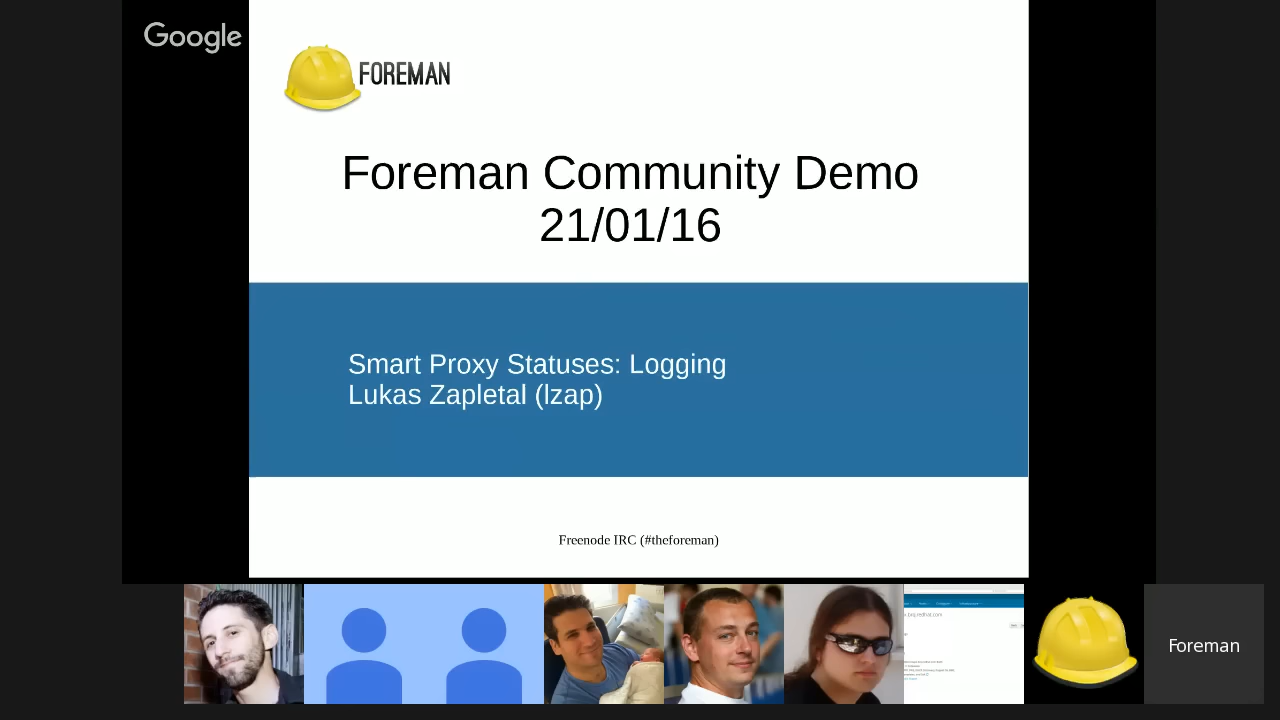 Google
FOREMAN
Foreman Community Demo
21/01/16
Smart Proxy Statuses: Logging
Lukas Zapletal (lzap)
Freenode IRC (#theforeman)
Foreman